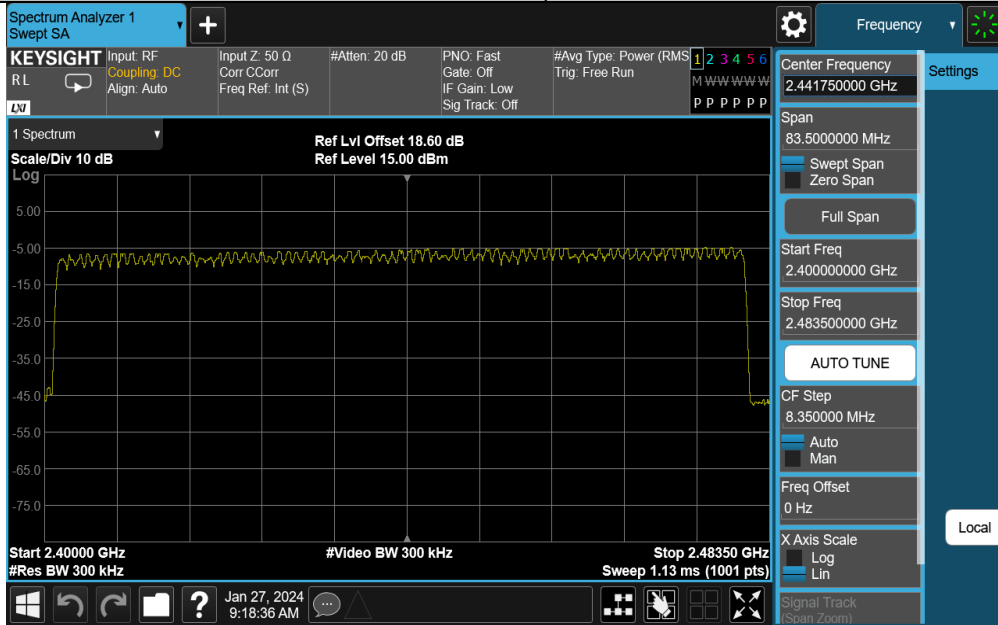 Spectrum Analyzer 1
Swept SA
+
Frequency
KEYSIGHT
RL
LXI
Input: RF
Coupling: DC
Align: Auto
Input Z: 50 Ω
Corr CCorr
Freq Ref: Int (S)
#Atten: 20 dB
PNO: Fast
Gate: Off
IF Gain: Low
Sig Track: Off
#Avg Type: Power (RMS
Trig: Free Run
1 2 3 4 5 6
M W W W W W
P P P P P P
1 Spectrum
Scale/Div 10 dB
Log
Ref Lvl Offset 18.60 dB
Ref Level 15.00 dBm
5.00
-5.00
-15.0
-25.0
-35.0
-45.0
-55.0
-65.0
-75.0
Start 2.40000 GHz
#Video BW 300 kHz
Stop 2.48350 GHz
#Res BW 300 kHz
Sweep 1.13 ms (1001 pts)
Center Frequency
2.441750000 GHz
Settings
Span
83.5000000 MHz
Swept Span
Zero Span
Full Span
Start Freq
2.400000000 GHz
Stop Freq
2.483500000 GHz
AUTO TUNE
CF Step
8.350000 MHz
Auto
Man
Freq Offset
0 Hz
Local
X Axis Scale
Log
Lin
Signal Track
(Span Zoom)
?
Jan 27, 2024
9:18:36 AM